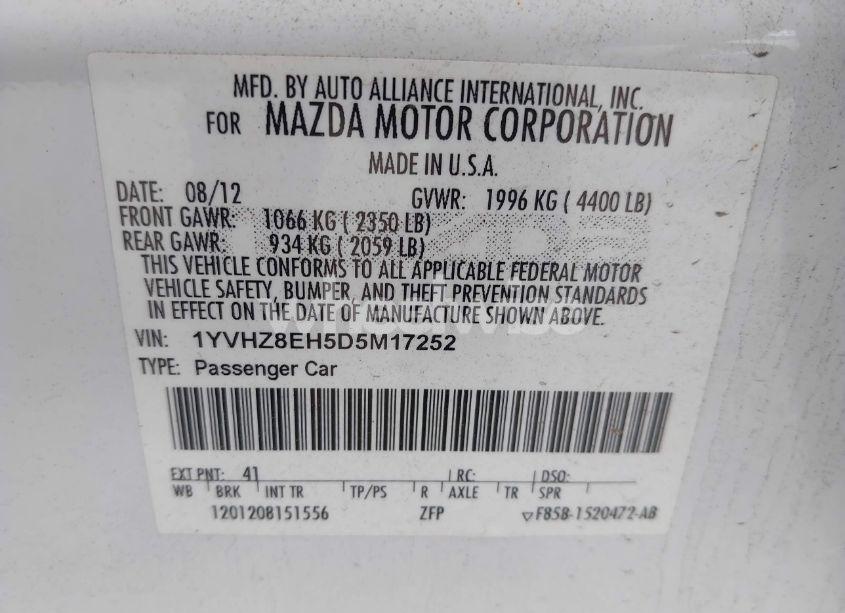 MFD. BY AUTO ALLIANCE INTERNATIONAL, INC.
FOR MAZDA MOTOR CORPORATION
MADE IN U.S.A.
DATE: 08/12 GVWR: 1996 KG ( 4400 LB)
FRONT GAWR: 1066 KG ( 2350 LB)
REAR GAWR: 934 KG ( 2059 LB)
THIS VEHICLE CONFORMS TO ALL APPLICABLE FEDERAL MOTOR
VEHICLE SAFETY, BUMPER, AND THEFT PREVENTION STANDARDS
IN EFFECT ON THE DATE OF MANUFACTURE SHOWN ABOVE.
VIN: 1YVHZ8EH5D5M17252
TYPE: Passenger Car
EXT PNT: 41 RC: DSO:
WB BRK INT TR TP/PS R AXLE TR SPR
1201208151556 ZFP F85B-1520472-AB